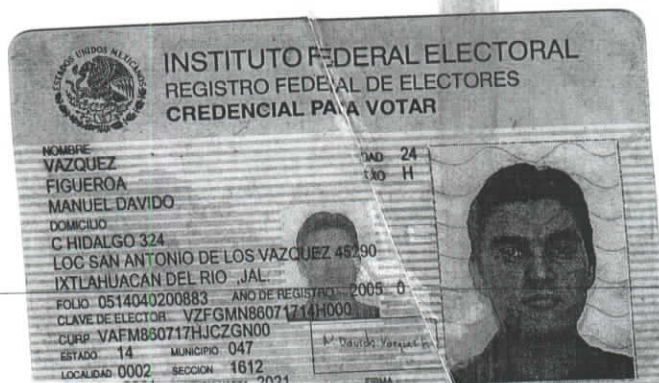 ESTADOS UNIDOS MEXICANOS
INSTITUTO FEDERAL ELECTORAL
REGISTRO FEDERAL DE ELECTORES
CREDENCIAL PARA VOTAR
NOMBRE
VAZQUEZ
FIGUEROA
MANUEL DAVIDO
DAD 24
XO H
DOMICILIO
C HIDALGO 324
LOC SAN ANTONIO DE LOS VAZQUEZ 45290
IXTLAHUACAN DEL RIO ,JAL.
FOLIO 0514040200883 AÑO DE REGISTRO 2005 0
CLAVE DE ELECTOR VZFGMN86071714H000
CURP VAFM860717HJCZGN00
ESTADO 14 MUNICIPIO 047
LOCALIDAD 0002 SECCION 1612
2021
FIRMA